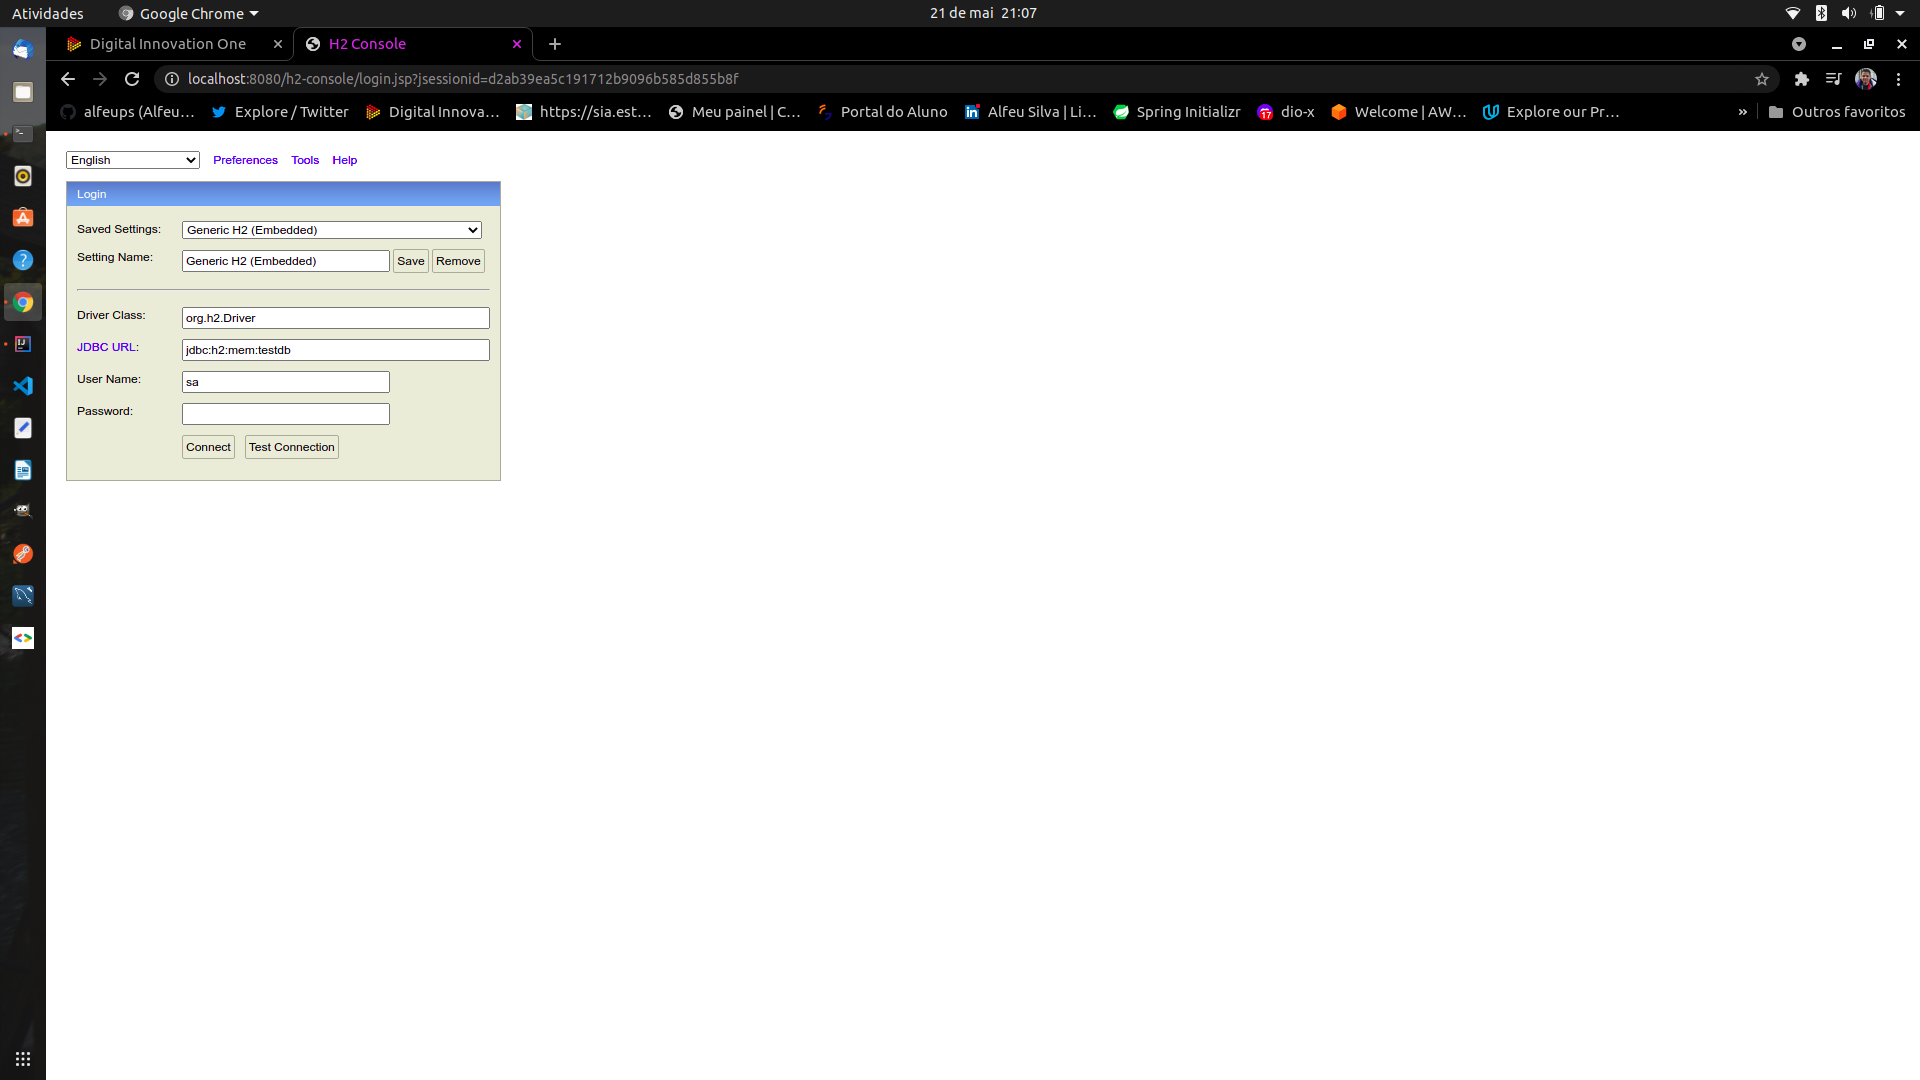 Atividades Google Chrome 21 de mai 21:07
Digital Innovation One H2 Console
localhost:8080/h2-console/login.jsp?jsessionid=d2ab39ea5c191712b9096b585d855b8f
alfeups (Alfeu… Explore / Twitter Digital Innova… https://sia.est… Meu painel | C… Portal do Aluno Alfeu Silva | Li… Spring Initializr 17 dio-x Welcome | AW… Explore our Pr… » Outros favoritos
English Preferences Tools Help
Login
Saved Settings: Generic H2 (Embedded)
Setting Name: Generic H2 (Embedded) Save Remove
Driver Class: org.h2.Driver
JDBC URL: jdbc:h2:mem:testdb
User Name: sa
Password:
Connect Test Connection